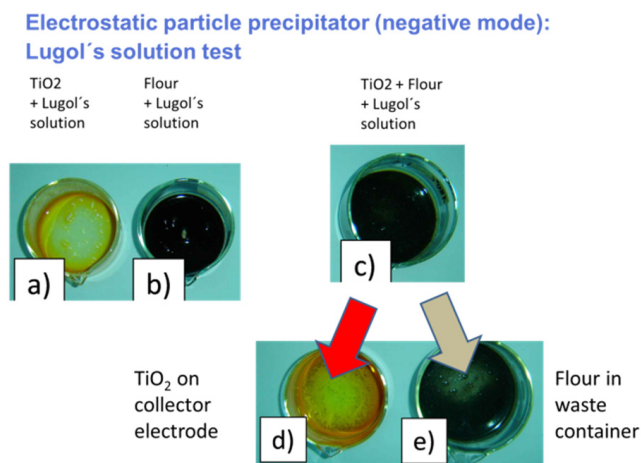 Electrostatic particle precipitator (negative mode):
Lugol´s solution test
TiO2
+ Lugol´s
solution
Flour
+ Lugol´s
solution
TiO2 + Flour
+ Lugol´s
solution
a)
b)
c)
TiO₂ on
collector
electrode
d)
e)
Flour in
waste
container